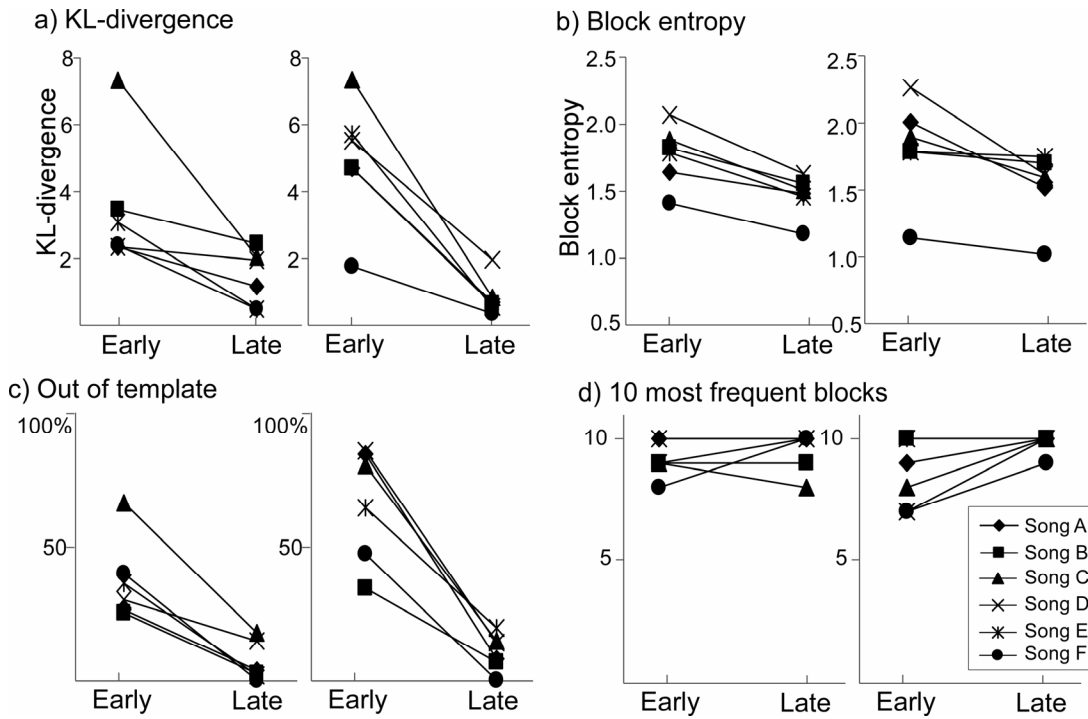 a) KL-divergence
KL-divergence
8
6
4
2
Early
Late
8
6
4
2
Early
Late
b) Block entropy
Block entropy
2.5
2.0
1.5
1.0
0.5
Early
Late
2.5
2.0
1.5
1.0
0.5
Early
Late
c) Out of template
100%
50
Early
Late
100%
50
Early
Late
d) 10 most frequent blocks
10
5
Early
Late
10
5
Early
Late
Song A
Song B
Song C
Song D
Song E
Song F